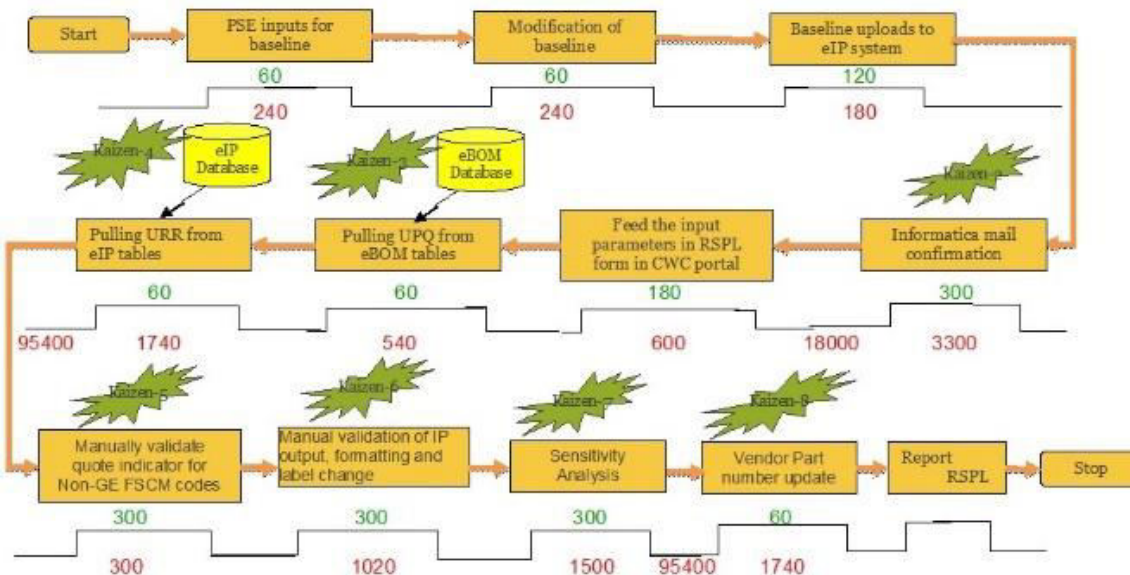 Start
PSE inputs for
baseline
Modification of
baseline
Baseline uploads to
eIP system
60
60
120
240
240
180
Kaizen-4
eIP
Database
Kaizen-3
eBOM
Database
Pulling URR from
eIP tables
Pulling UPQ from
eBOM tables
Feed the input
parameters in RSPL
form in CWC portal
Informatica mail
confirmation
60
60
180
300
95400
1740
540
600
18000
3300
Kaizen-5
Kaizen-6
Kaizen-7
Kaizen-8
Manually validate
quote indicator for
Non-GE FSCM codes
Manual validation of IP
output, formatting and
label change
Sensitivity
Analysis
Vendor Part
number update
Report
RSPL
Stop
300
300
300
60
300
1020
1500
95400
1740